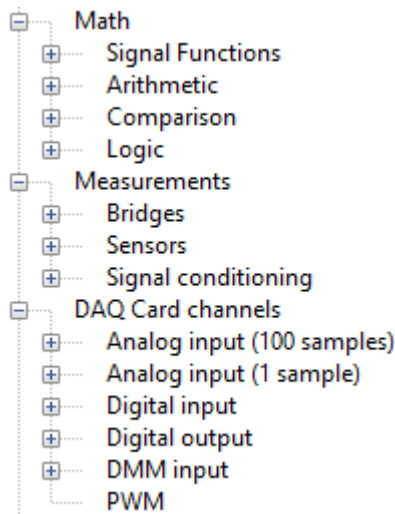 Math
Signal Functions
Arithmetic
Comparison
Logic
Measurements
Bridges
Sensors
Signal conditioning
DAQ Card channels
Analog input (100 samples)
Analog input (1 sample)
Digital input
Digital output
DMM input
PWM